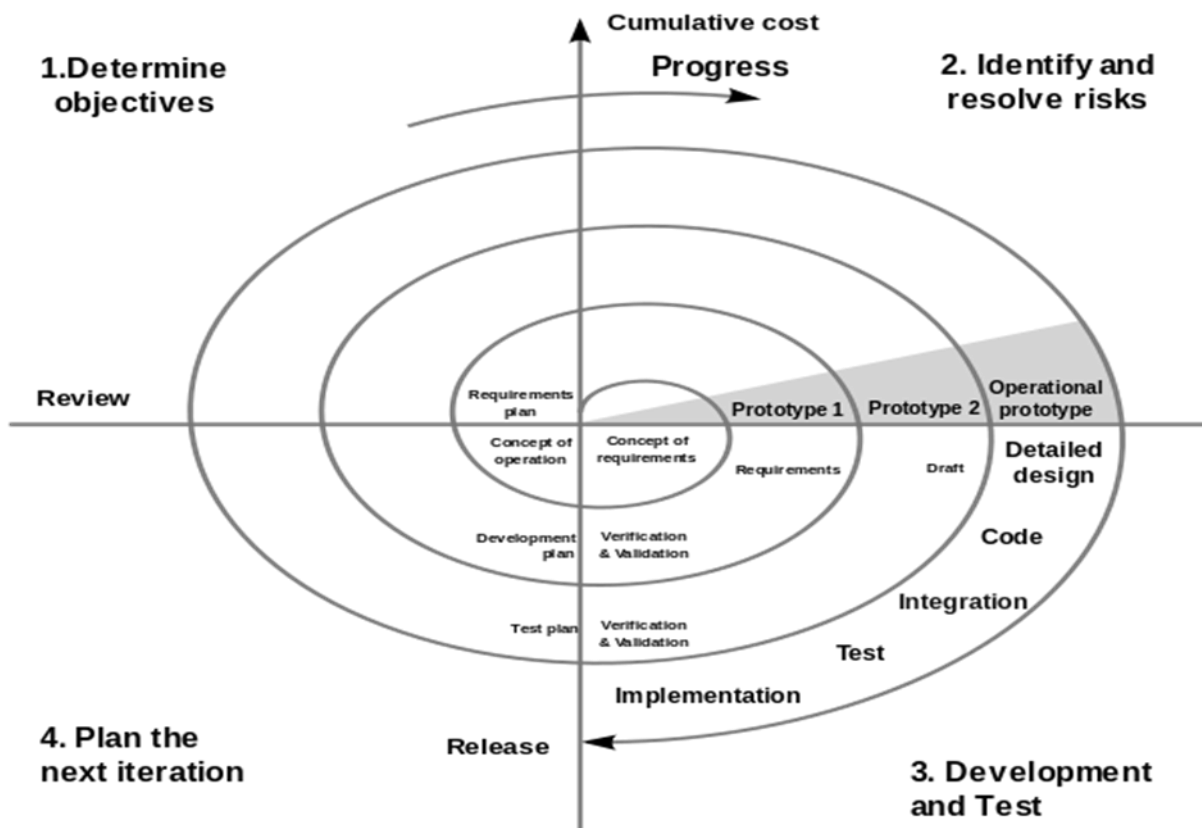 Cumulative cost
Progress
1.Determine
objectives
2. Identify and
resolve risks
Review
Requirements
plan
Concept of
operation
Concept of
requirements
Prototype 1
Prototype 2
Operational
prototype
Requirements
Draft
Detailed
design
Development
plan
Verification
& Validation
Code
Integration
Test plan
Verification
& Validation
Test
Implementation
Release
4. Plan the
next iteration
3. Development
and Test